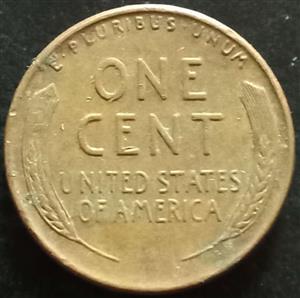 E·PLURIBUS·UNUM
ONE
CENT
UNITED STATES
OF AMERICA